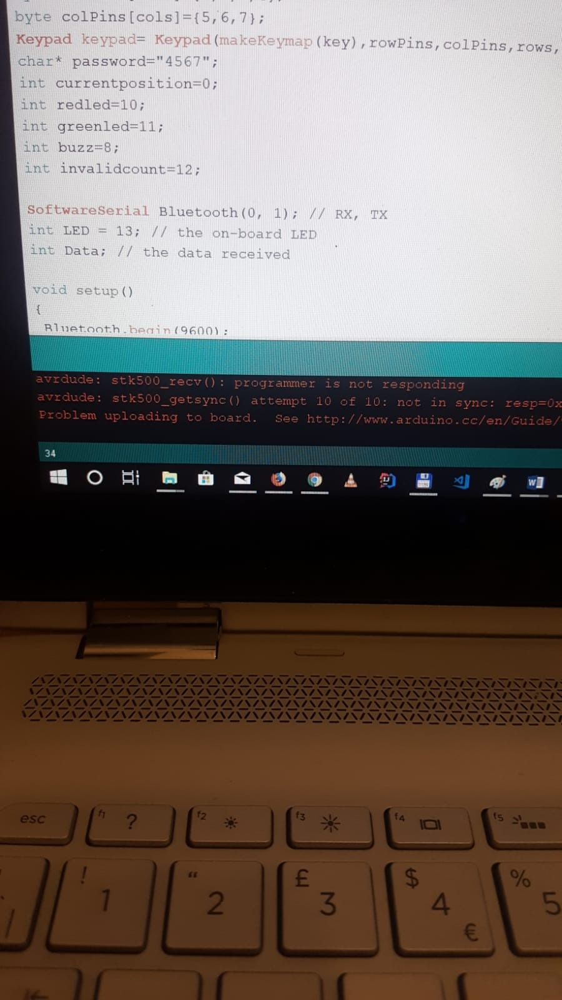 byte colPins[cols]={5,6,7};
Keypad keypad= Keypad(makeKeymap(key),rowPins,colPins,rows,
char* password="4567";
int currentposition=0;
int redled=10;
int greenled=11;
int buzz=8;
int invalidcount=12;
SoftwareSerial Bluetooth(0, 1); // RX, TX
int LED = 13; // the on-board LED
int Data; // the data received
void setup()
{
Bluetooth.begin(9600);
avrdude: stk500_recv(): programmer is not responding
avrdude: stk500_getsync() attempt 10 of 10: not in sync: resp=0x
Problem uploading to board.  See http://www.arduino.cc/en/Guide/
34
W
esc f1 ? f2 f3 f4 f5
! 1 “ 2 £ 3 $ 4 € % 5